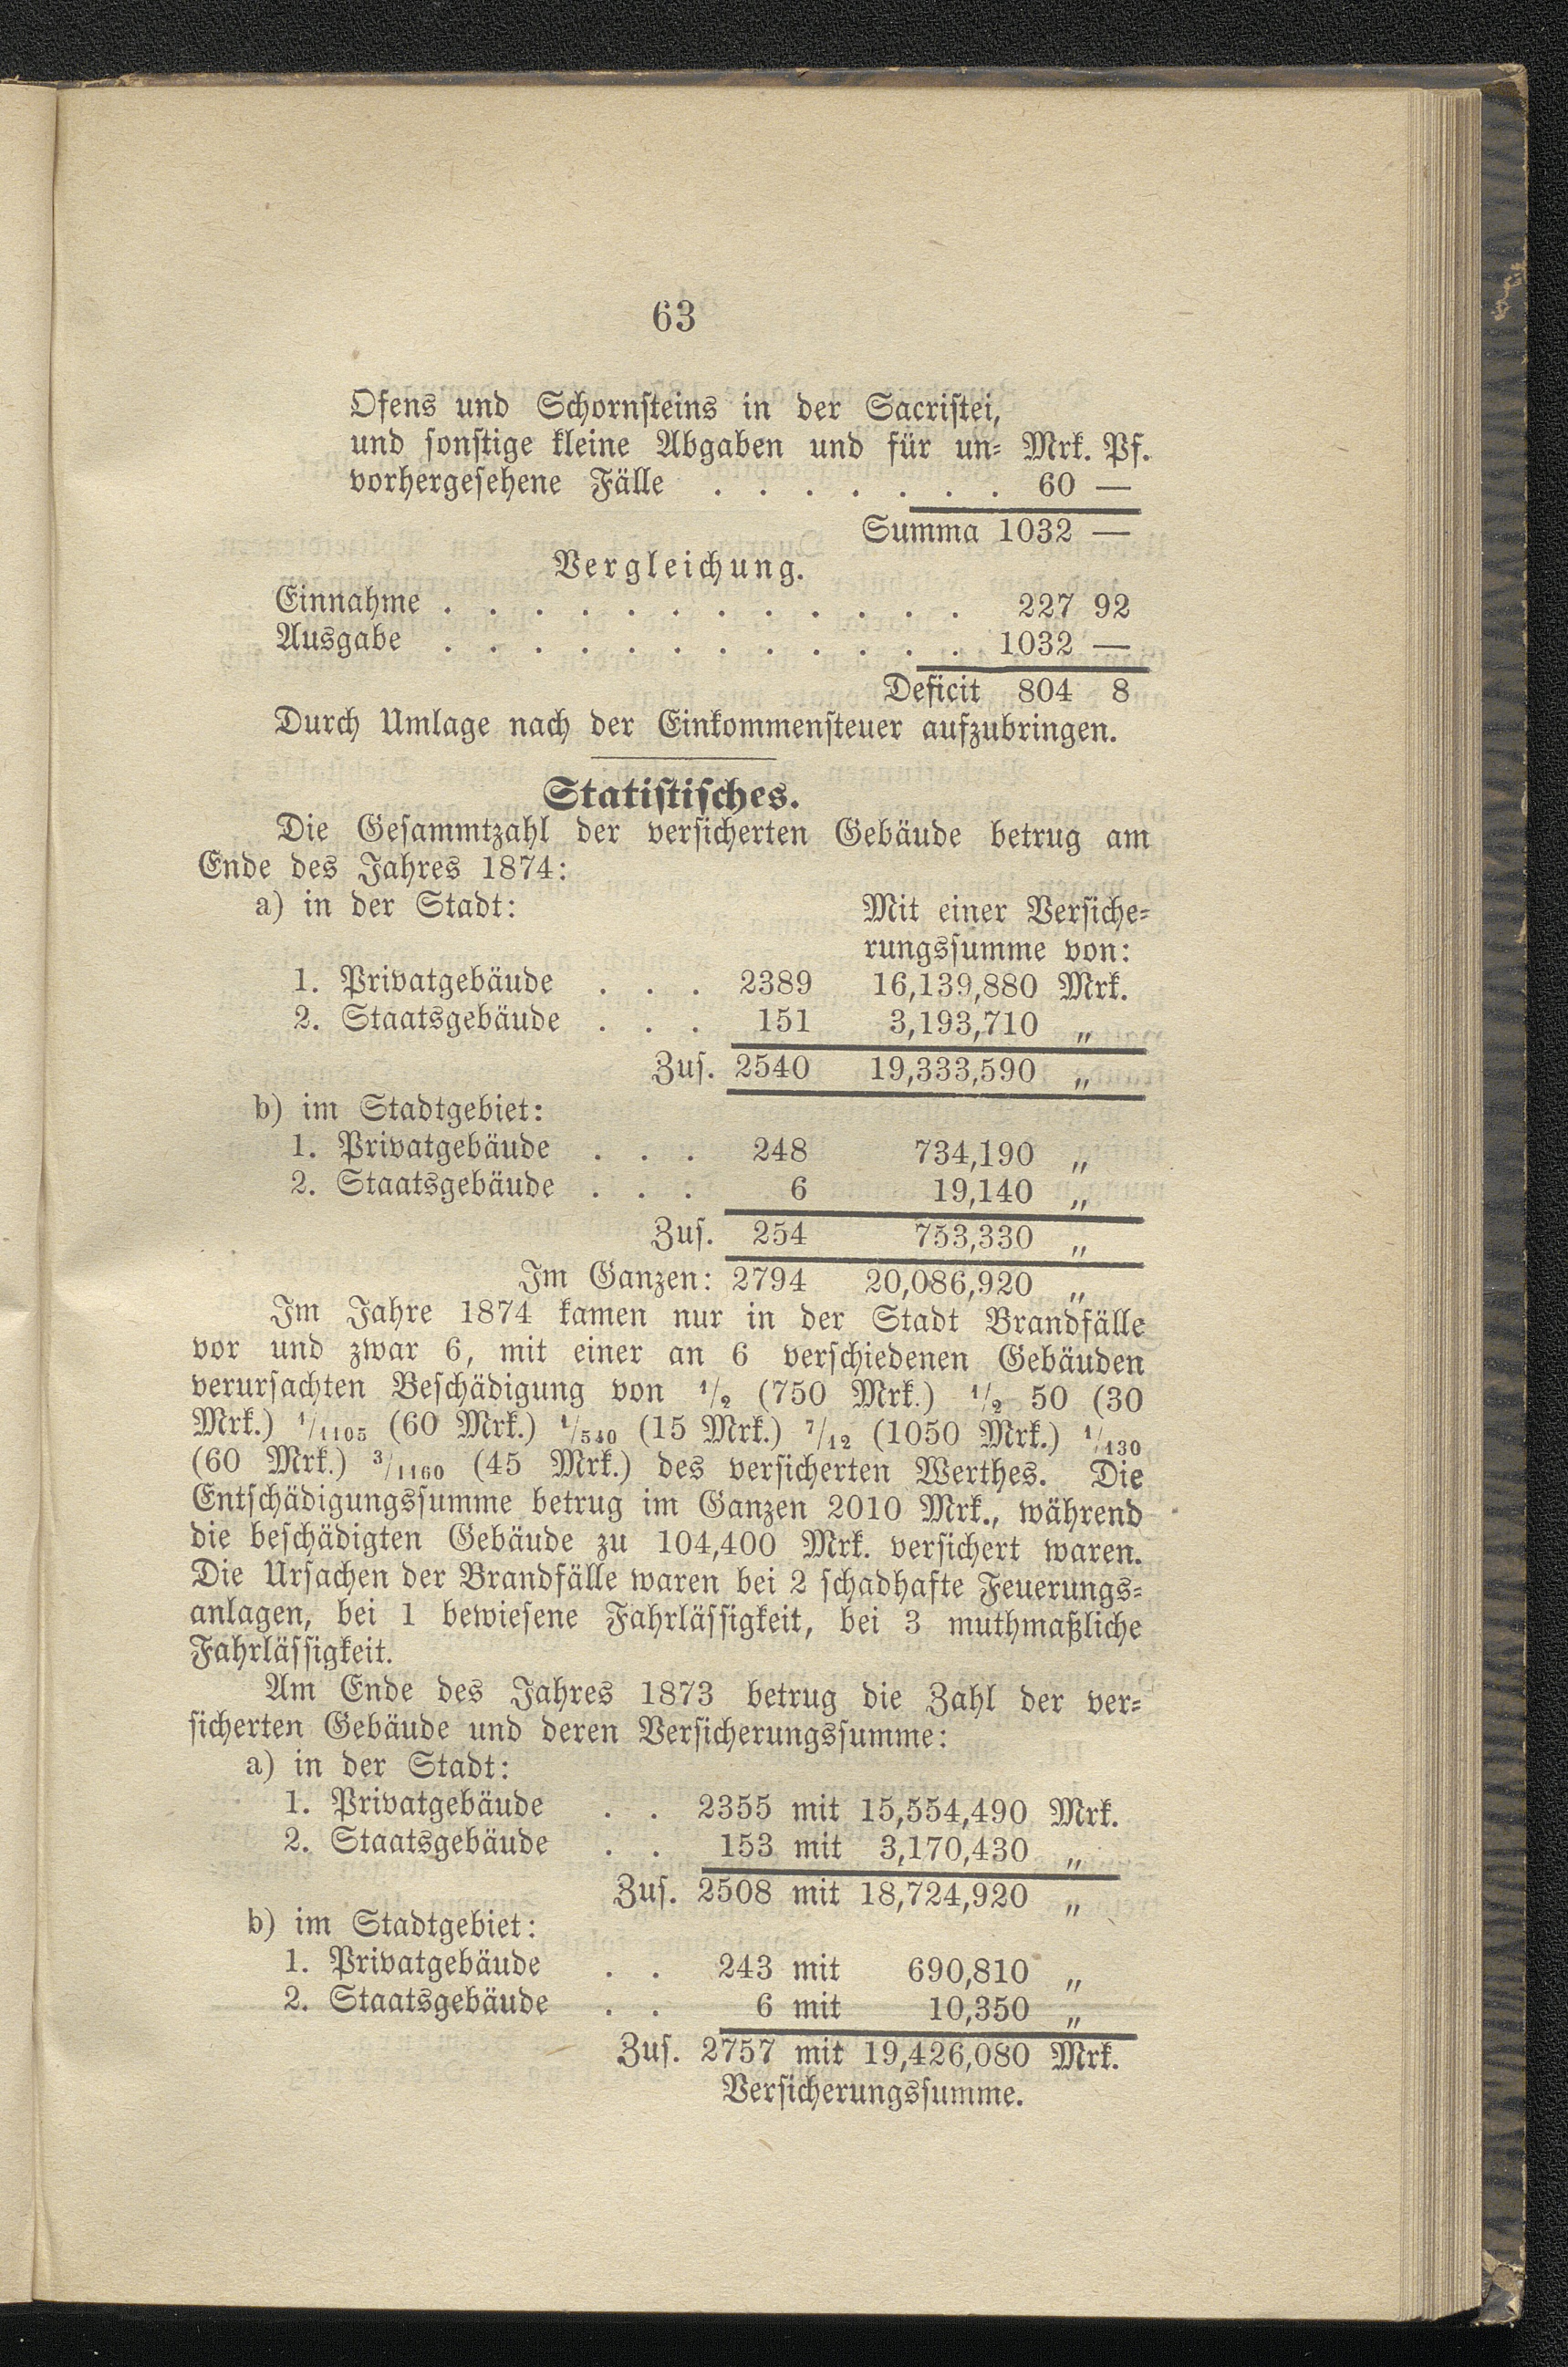 63
Ofens und Schornsteins in der Sacristei,
und sonstige kleine Abgaben und für un- Mrk. Pf.
vorhergesehene Fälle . . . . . . . 60 —
Summa 1032 —
Vergleichung.
Einnahme . . . . . . . . . . . . 227 92
Ausgabe . . . . . . . . . . . . 1032 —
Deficit 804 8
Durch Umlage nach der Einkommensteuer aufzubringen.
Statistisches.
Die Gesammtzahl der versicherten Gebäude betrug am
Ende des Jahres 1874:
a) in der Stadt: Mit einer Versiche-
rungssumme von:
1. Privatgebäude . . . 2389 16,139,880 Mrk.
2. Staatsgebäude . . . 151 3,193,710 „
Zus. 2540 19,333,590 „
b) im Stadtgebiet:
1. Privatgebäude . . . 248 734,190 „
2. Staatsgebäude . . . 6 19,140 „
Zus. 254 753,330 „
Im Ganzen: 2794 20,086,920 „
Im Jahre 1874 kamen nur in der Stadt Brandfälle
vor und zwar 6, mit einer an 6 verschiedenen Gebäuden
verursachten Beschädigung von 1/2 (750 Mrk.) 1/2 50 (30
Mrk.) 1/1105 (60 Mrk.) 1/540 (15 Mrk.) 7/12 (1050 Mrk.) 1/130
(60 Mrk.) 3/1160 (45 Mrk.) des versicherten Werthes. Die
Entschädigungssumme betrug im Ganzen 2010 Mrk., während
die beschädigten Gebäude zu 104,400 Mrk. versichert waren.
Die Ursachen der Brandfälle waren bei 2 schadhafte Feuerungs-
anlagen, bei 1 bewiesene Fahrlässigkeit, bei 3 muthmaßliche
Fahrlässigkeit.
Am Ende des Jahres 1873 betrug die Zahl der ver-
sicherten Gebäude und deren Versicherungssumme:
a) in der Stadt:
1. Privatgebäude . . 2355 mit 15,554,490 Mrk.
2. Staatsgebäude . . 153 mit 3,170,430 „
Zus. 2508 mit 18,724,920 „
b) im Stadtgebiet:
1. Privatgebäude . . 243 mit 690,810 „
2. Staatsgebäude . . 6 mit 10,350 „
Zus. 2757 mit 19,426,080 Mrk.
Versicherungssumme.